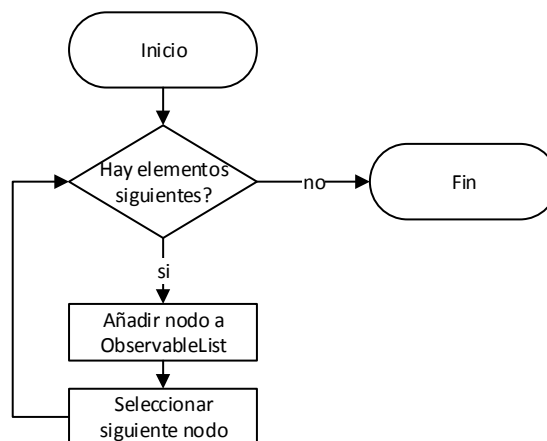 Inicio
Hay elementos
siguientes?
no
Fin
si
Añadir nodo a
ObservableList
Seleccionar
siguiente nodo